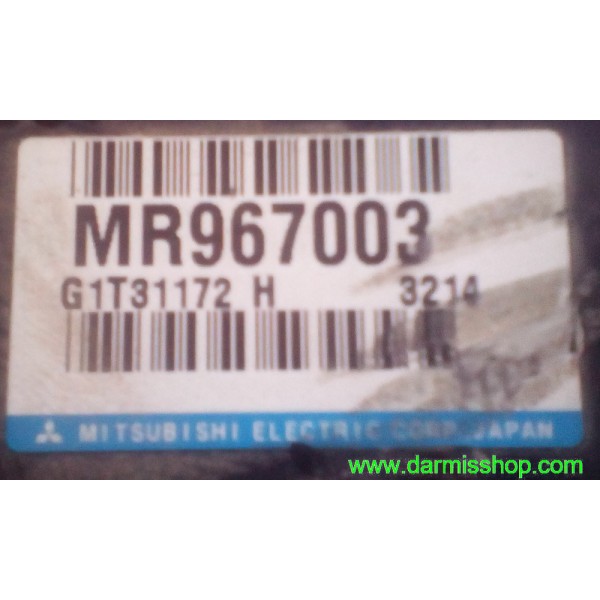 MR967003
G1T31172 H 3214
MITSUBISHI ELECTRIC CORP. JAPAN
www.darmisshop.com